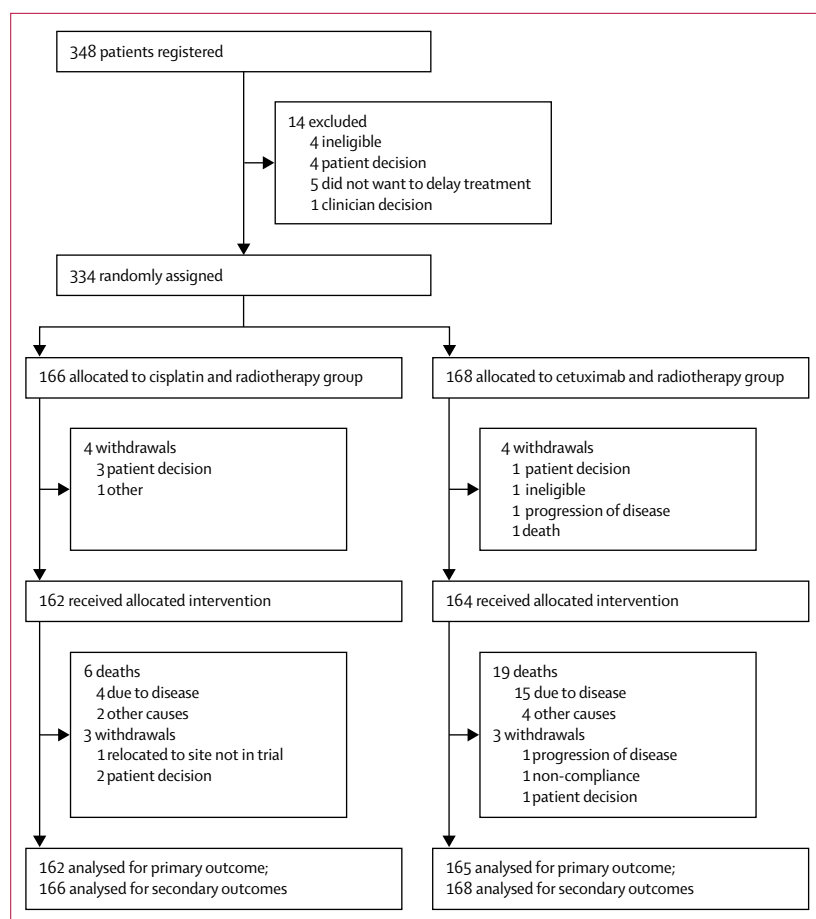 348 patients registered
14 excluded
4 ineligible
4 patient decision
5 did not want to delay treatment
1 clinician decision
334 randomly assigned
166 allocated to cisplatin and radiotherapy group
168 allocated to cetuximab and radiotherapy group
4 withdrawals
3 patient decision
1 other
4 withdrawals
1 patient decision
1 ineligible
1 progression of disease
1 death
162 received allocated intervention
164 received allocated intervention
6 deaths
4 due to disease
2 other causes
3 withdrawals
1 relocated to site not in trial
2 patient decision
19 deaths
15 due to disease
4 other causes
3 withdrawals
1 progression of disease
1 non-compliance
1 patient decision
162 analysed for primary outcome;
166 analysed for secondary outcomes
165 analysed for primary outcome;
168 analysed for secondary outcomes